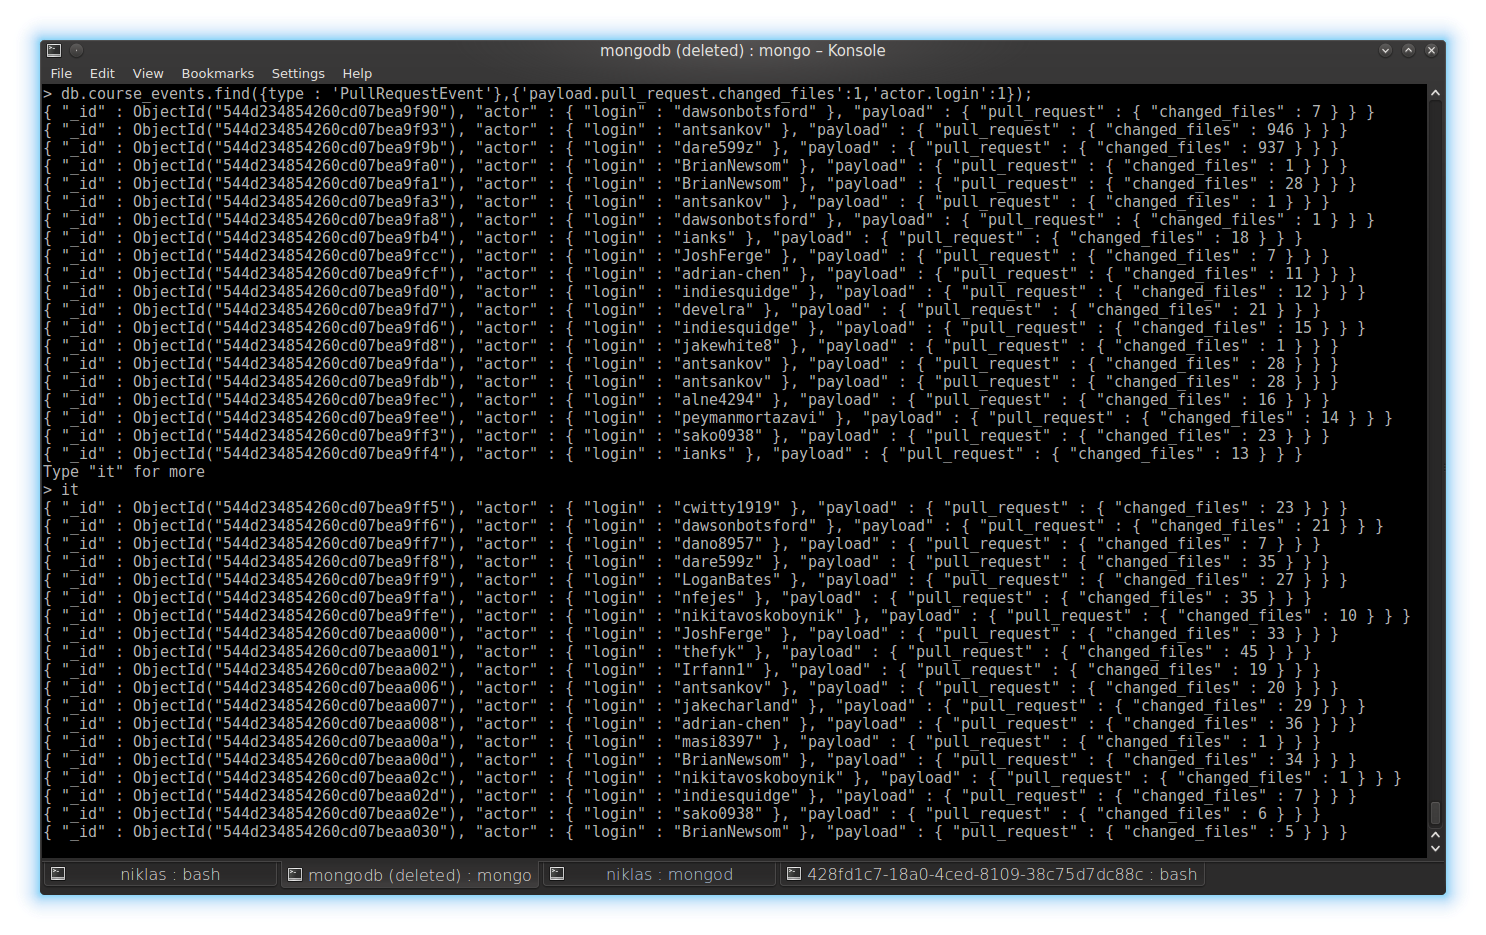 mongodb (deleted) : mongo – Konsole
File Edit View Bookmarks Settings Help
> db.course_events.find({type : 'PullRequestEvent'},{'payload.pull_request.changed_files':1,'actor.login':1});
{ "_id" : ObjectId("544d234854260cd07bea9f90"), "actor" : { "login" : "dawsonbotsford" }, "payload" : { "pull_request" : { "changed_files" : 7 } } }
{ "_id" : ObjectId("544d234854260cd07bea9f93"), "actor" : { "login" : "antsankov" }, "payload" : { "pull_request" : { "changed_files" : 946 } } }
{ "_id" : ObjectId("544d234854260cd07bea9f9b"), "actor" : { "login" : "dare599z" }, "payload" : { "pull_request" : { "changed_files" : 937 } } }
{ "_id" : ObjectId("544d234854260cd07bea9fa0"), "actor" : { "login" : "BrianNewsom" }, "payload" : { "pull_request" : { "changed_files" : 1 } } }
{ "_id" : ObjectId("544d234854260cd07bea9fa1"), "actor" : { "login" : "BrianNewsom" }, "payload" : { "pull_request" : { "changed_files" : 28 } } }
{ "_id" : ObjectId("544d234854260cd07bea9fa3"), "actor" : { "login" : "antsankov" }, "payload" : { "pull_request" : { "changed_files" : 1 } } }
{ "_id" : ObjectId("544d234854260cd07bea9fa8"), "actor" : { "login" : "dawsonbotsford" }, "payload" : { "pull_request" : { "changed_files" : 1 } } }
{ "_id" : ObjectId("544d234854260cd07bea9fb4"), "actor" : { "login" : "ianks" }, "payload" : { "pull_request" : { "changed_files" : 18 } } }
{ "_id" : ObjectId("544d234854260cd07bea9fcc"), "actor" : { "login" : "JoshFerge" }, "payload" : { "pull_request" : { "changed_files" : 7 } } }
{ "_id" : ObjectId("544d234854260cd07bea9fcf"), "actor" : { "login" : "adrian-chen" }, "payload" : { "pull_request" : { "changed_files" : 11 } } }
{ "_id" : ObjectId("544d234854260cd07bea9fd0"), "actor" : { "login" : "indiesquidge" }, "payload" : { "pull_request" : { "changed_files" : 12 } } }
{ "_id" : ObjectId("544d234854260cd07bea9fd7"), "actor" : { "login" : "develra" }, "payload" : { "pull_request" : { "changed_files" : 21 } } }
{ "_id" : ObjectId("544d234854260cd07bea9fd6"), "actor" : { "login" : "indiesquidge" }, "payload" : { "pull_request" : { "changed_files" : 15 } } }
{ "_id" : ObjectId("544d234854260cd07bea9fd8"), "actor" : { "login" : "jakewhite8" }, "payload" : { "pull_request" : { "changed_files" : 1 } } }
{ "_id" : ObjectId("544d234854260cd07bea9fda"), "actor" : { "login" : "antsankov" }, "payload" : { "pull_request" : { "changed_files" : 28 } } }
{ "_id" : ObjectId("544d234854260cd07bea9fdb"), "actor" : { "login" : "antsankov" }, "payload" : { "pull_request" : { "changed_files" : 28 } } }
{ "_id" : ObjectId("544d234854260cd07bea9fec"), "actor" : { "login" : "alne4294" }, "payload" : { "pull_request" : { "changed_files" : 16 } } }
{ "_id" : ObjectId("544d234854260cd07bea9fee"), "actor" : { "login" : "peymanmortazavi" }, "payload" : { "pull_request" : { "changed_files" : 14 } } }
{ "_id" : ObjectId("544d234854260cd07bea9ff3"), "actor" : { "login" : "sako0938" }, "payload" : { "pull_request" : { "changed_files" : 23 } } }
{ "_id" : ObjectId("544d234854260cd07bea9ff4"), "actor" : { "login" : "ianks" }, "payload" : { "pull_request" : { "changed_files" : 13 } } }
Type "it" for more
> it
{ "_id" : ObjectId("544d234854260cd07bea9ff5"), "actor" : { "login" : "cwitty1919" }, "payload" : { "pull_request" : { "changed_files" : 23 } } }
{ "_id" : ObjectId("544d234854260cd07bea9ff6"), "actor" : { "login" : "dawsonbotsford" }, "payload" : { "pull_request" : { "changed_files" : 21 } } }
{ "_id" : ObjectId("544d234854260cd07bea9ff7"), "actor" : { "login" : "dano8957" }, "payload" : { "pull_request" : { "changed_files" : 7 } } }
{ "_id" : ObjectId("544d234854260cd07bea9ff8"), "actor" : { "login" : "dare599z" }, "payload" : { "pull_request" : { "changed_files" : 35 } } }
{ "_id" : ObjectId("544d234854260cd07bea9ff9"), "actor" : { "login" : "LoganBates" }, "payload" : { "pull_request" : { "changed_files" : 27 } } }
{ "_id" : ObjectId("544d234854260cd07bea9ffa"), "actor" : { "login" : "nfejes" }, "payload" : { "pull_request" : { "changed_files" : 35 } } }
{ "_id" : ObjectId("544d234854260cd07bea9ffe"), "actor" : { "login" : "nikitavoskoboynik" }, "payload" : { "pull_request" : { "changed_files" : 10 } } }
{ "_id" : ObjectId("544d234854260cd07beaa000"), "actor" : { "login" : "JoshFerge" }, "payload" : { "pull_request" : { "changed_files" : 33 } } }
{ "_id" : ObjectId("544d234854260cd07beaa001"), "actor" : { "login" : "thefyk" }, "payload" : { "pull_request" : { "changed_files" : 45 } } }
{ "_id" : ObjectId("544d234854260cd07beaa002"), "actor" : { "login" : "Irfann1" }, "payload" : { "pull_request" : { "changed_files" : 19 } } }
{ "_id" : ObjectId("544d234854260cd07beaa006"), "actor" : { "login" : "antsankov" }, "payload" : { "pull_request" : { "changed_files" : 20 } } }
{ "_id" : ObjectId("544d234854260cd07beaa007"), "actor" : { "login" : "jakecharland" }, "payload" : { "pull_request" : { "changed_files" : 29 } } }
{ "_id" : ObjectId("544d234854260cd07beaa008"), "actor" : { "login" : "adrian-chen" }, "payload" : { "pull_request" : { "changed_files" : 36 } } }
{ "_id" : ObjectId("544d234854260cd07beaa00a"), "actor" : { "login" : "masi8397" }, "payload" : { "pull_request" : { "changed_files" : 1 } } }
{ "_id" : ObjectId("544d234854260cd07beaa00d"), "actor" : { "login" : "BrianNewsom" }, "payload" : { "pull_request" : { "changed_files" : 34 } } }
{ "_id" : ObjectId("544d234854260cd07beaa02c"), "actor" : { "login" : "nikitavoskoboynik" }, "payload" : { "pull_request" : { "changed_files" : 1 } } }
{ "_id" : ObjectId("544d234854260cd07beaa02d"), "actor" : { "login" : "indiesquidge" }, "payload" : { "pull_request" : { "changed_files" : 7 } } }
{ "_id" : ObjectId("544d234854260cd07beaa02e"), "actor" : { "login" : "sako0938" }, "payload" : { "pull_request" : { "changed_files" : 6 } } }
{ "_id" : ObjectId("544d234854260cd07beaa030"), "actor" : { "login" : "BrianNewsom" }, "payload" : { "pull_request" : { "changed_files" : 5 } } }
niklas : bash mongodb (deleted) : mongo niklas : mongod 428fd1c7-18a0-4ced-8109-38c75d7dc88c : bash